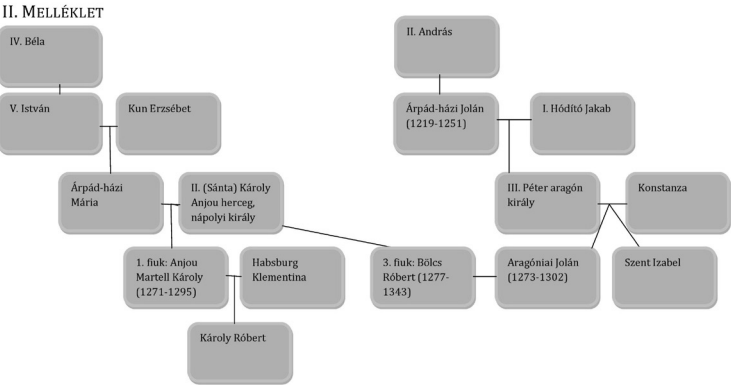 II. MELLÉKLET
IV. Béla
II. András
V. István
Kun Erzsébet
Árpád-házi Jolán
(1219-1251)
I. Hódító Jakab
Árpád-házi
Mária
II. (Sánta) Károly
Anjou herceg,
nápolyi király
III. Péter aragón
király
Konstanza
1. fiuk: Anjou
Martell Károly
(1271-1295)
Habsburg
Klementina
3. fiuk: Bölcs
Róbert (1277-
1343)
Aragóniai Jolán
(1273-1302)
Szent Izabel
Károly Róbert